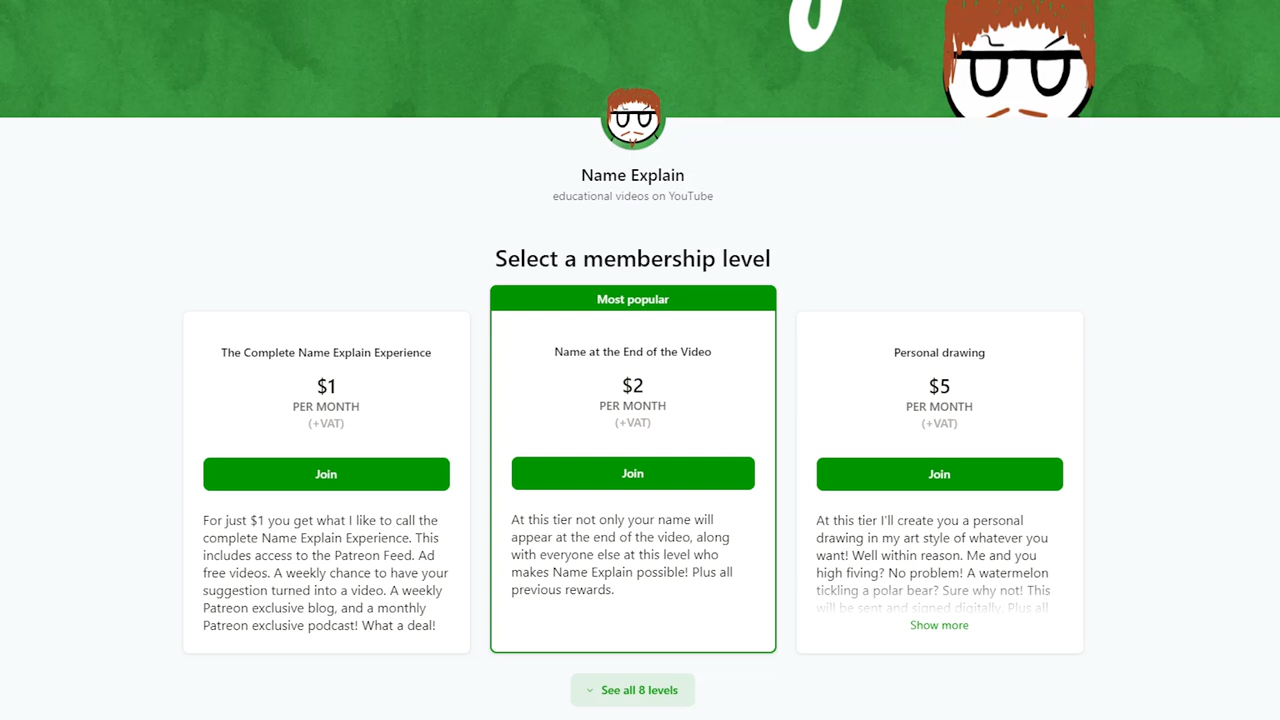 Name Explain
educational videos on YouTube
Select a membership level
Most popular
The Complete Name Explain Experience
$1
PER MONTH
(+VAT)
Join
For just $1 you get what I like to call the
complete Name Explain Experience. This
includes access to the Patreon Feed. Ad
free videos. A weekly chance to have your
suggestion turned into a video. A weekly
Patreon exclusive blog, and a monthly
Patreon exclusive podcast! What a deal!
Name at the End of the Video
$2
PER MONTH
(+VAT)
Join
At this tier not only your name will
appear at the end of the video, along
with everyone else at this level who
makes Name Explain possible! Plus all
previous rewards.
Personal drawing
$5
PER MONTH
(+VAT)
Join
At this tier I'll create you a personal
drawing in my art style of whatever you
want! Well within reason. Me and you
high fiving? No problem! A watermelon
tickling a polar bear? Sure why not! This
will be sent and signed digitally. Plus all
Show more
See all 8 levels